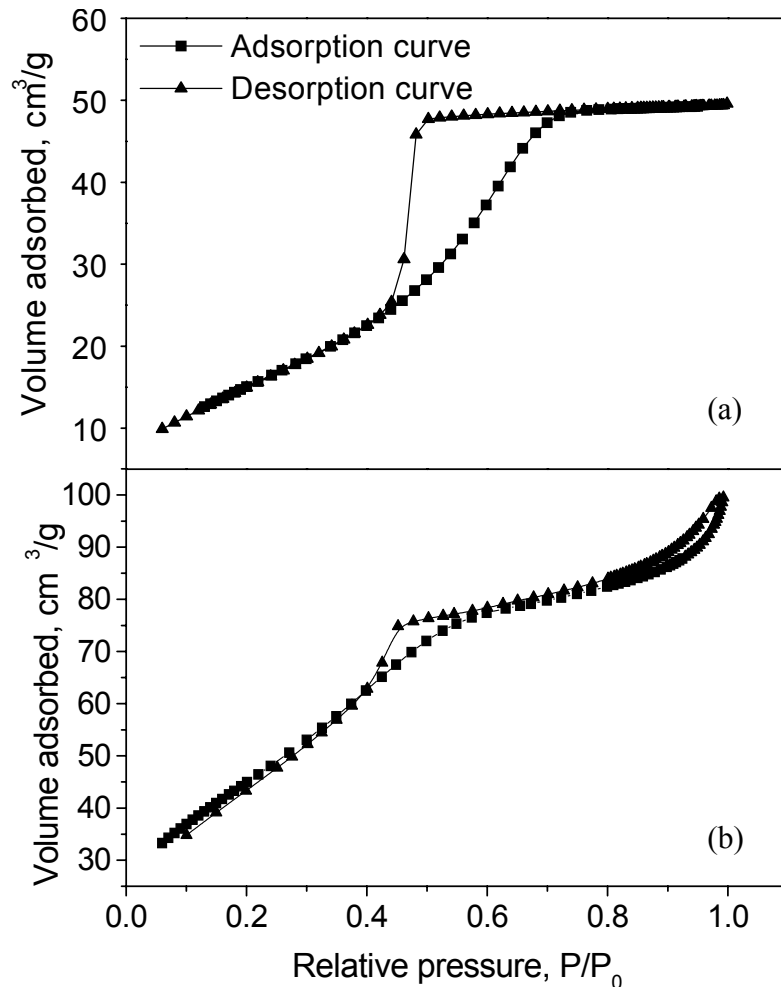 60
50
40
30
20
10
Volume adsorbed, cm³/g
Adsorption curve
Desorption curve
(a)
100
90
80
70
60
50
40
30
Volume adsorbed, cm ³/g
(b)
0.0 0.2 0.4 0.6 0.8 1.0
Relative pressure, P/P₀